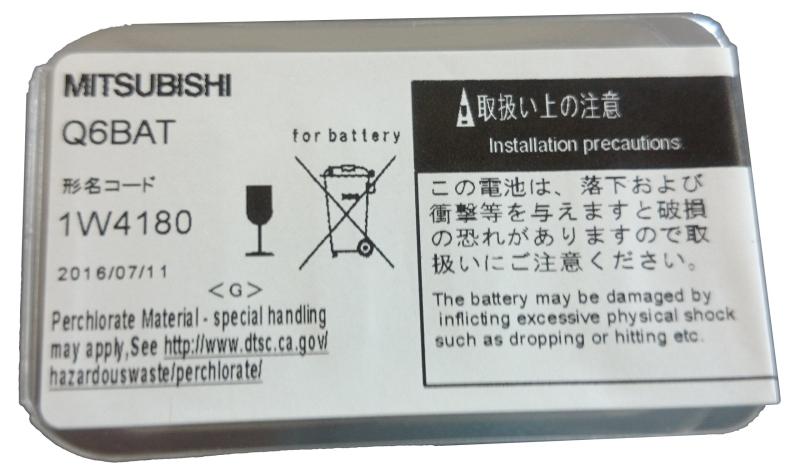 MITSUBISHI
Q6BAT
形名コード
1W4180
2016/07/11
<G>
for battery
Perchlorate Material - special handling
may apply,See http://www.dtsc.ca.gov/
hazardouswaste/perchlorate/
取扱い上の注意
Installation precautions
この電池は、落下および
衝撃等を与えますと破損
の恐れがありますので取
扱いにご注意ください。
The battery may be damaged by
inflicting excessive physical shock
such as dropping or hitting etc.